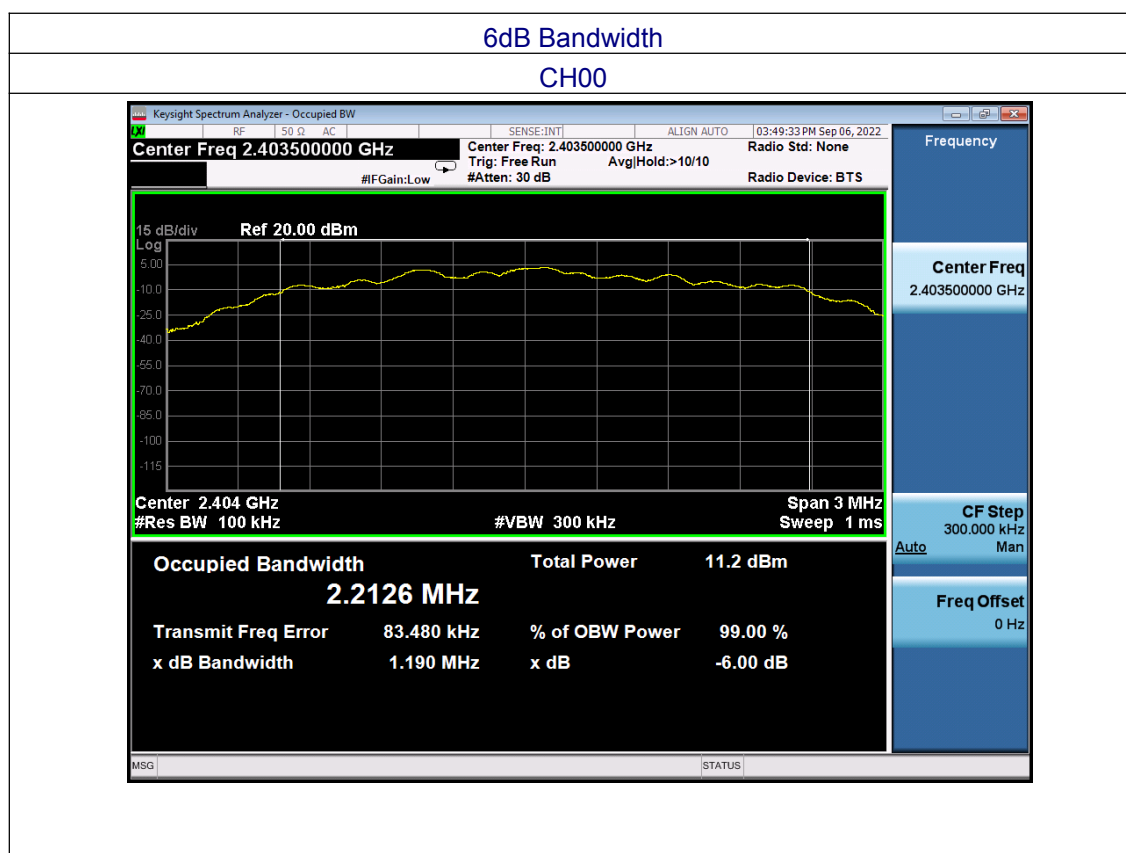 6dB Bandwidth
CH00
Keysight Spectrum Analyzer - Occupied BW
LXI RF 50 Ω AC SENSE:INT ALIGN AUTO 03:49:33 PM Sep 06, 2022
Center Freq 2.403500000 GHz
Center Freq: 2.403500000 GHz Radio Std: None
Trig: Free Run Avg|Hold:>10/10
#IFGain:Low #Atten: 30 dB Radio Device: BTS
15 dB/div Ref 20.00 dBm
Log
5.00
-10.0
-25.0
-40.0
-55.0
-70.0
-85.0
-100
-115
Center 2.404 GHz Span 3 MHz
#Res BW 100 kHz #VBW 300 kHz Sweep 1 ms
Occupied Bandwidth Total Power 11.2 dBm
2.2126 MHz
Transmit Freq Error 83.480 kHz % of OBW Power 99.00 %
x dB Bandwidth 1.190 MHz x dB -6.00 dB
Frequency
Center Freq
2.403500000 GHz
CF Step
300.000 kHz
Auto Man
Freq Offset
0 Hz
MSG STATUS